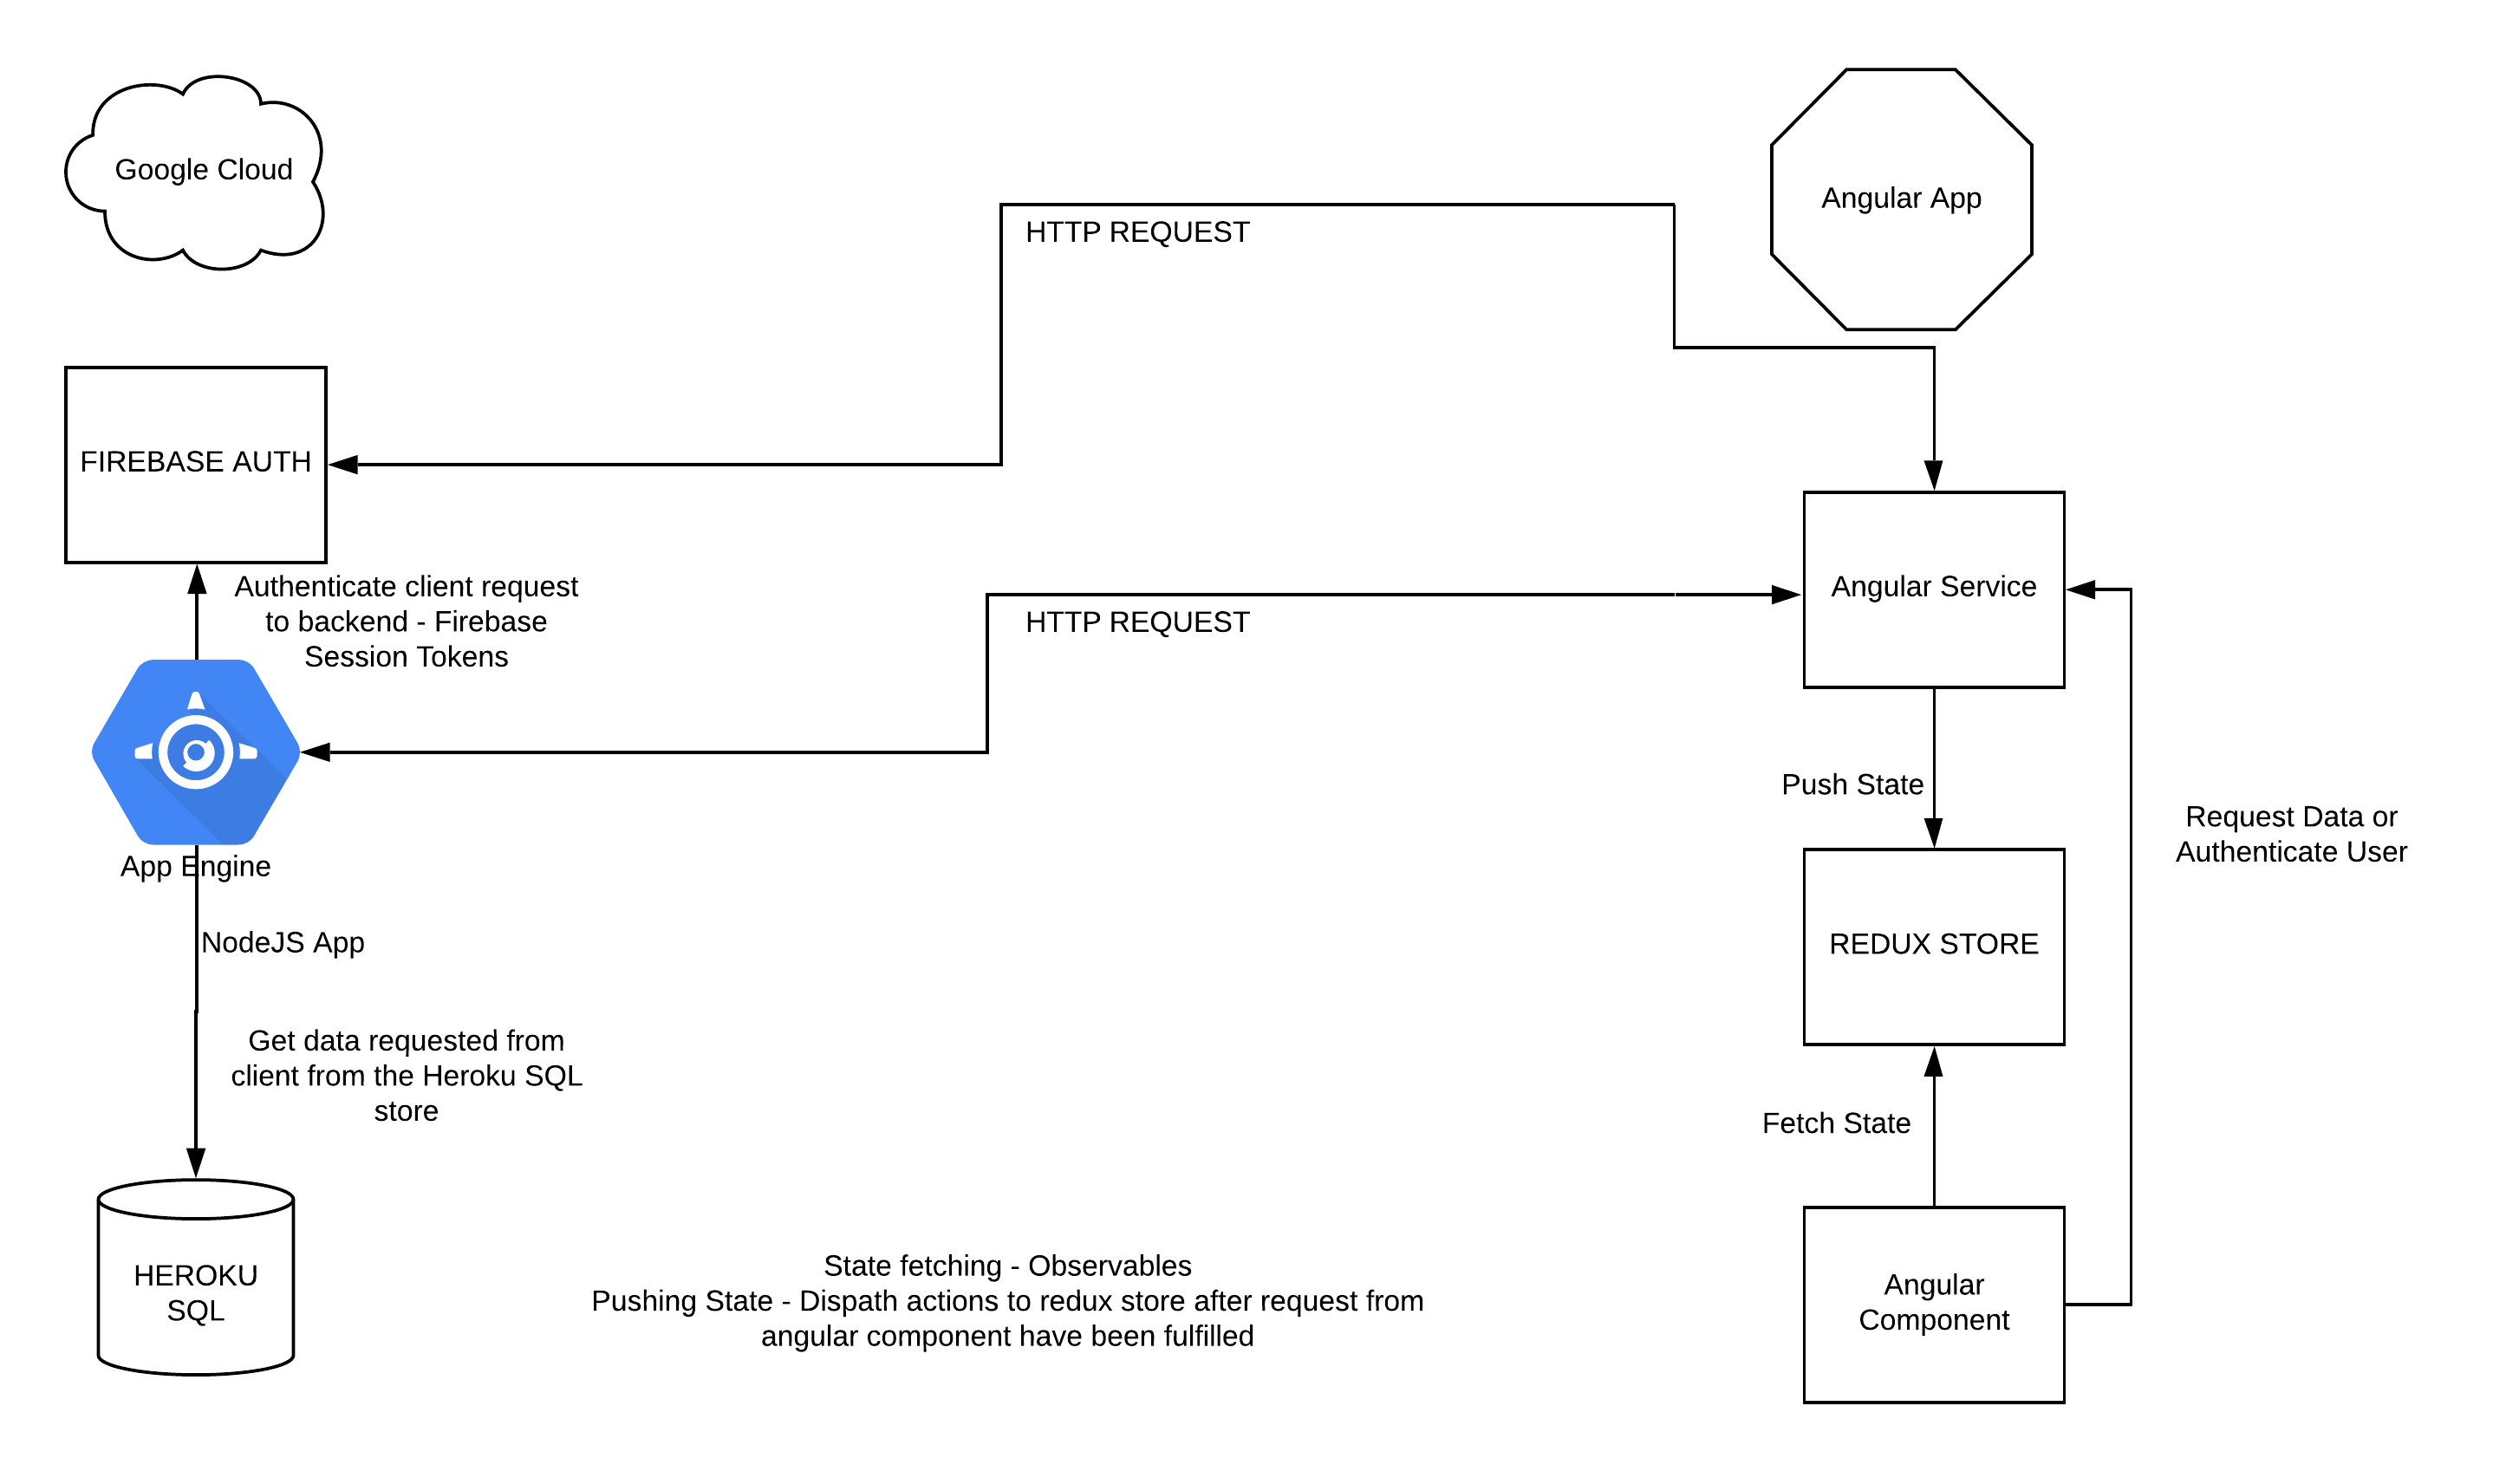 Google Cloud
Angular App
HTTP REQUEST
FIREBASE AUTH
Authenticate client request
to backend - Firebase
Session Tokens
HTTP REQUEST
Angular Service
App Engine
Push State
Request Data or
Authenticate User
NodeJS App
REDUX STORE
Get data requested from
client from the Heroku SQL
store
Fetch State
HEROKU
SQL
State fetching - Observables
Pushing State - Dispath actions to redux store after request from
angular component have been fulfilled
Angular
Component